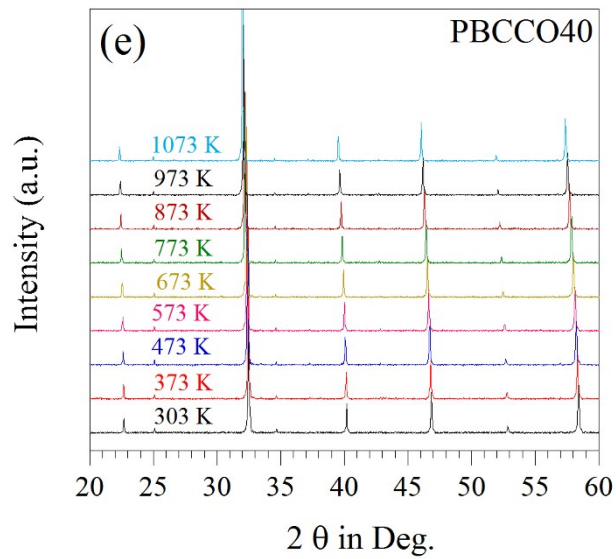 (e)
PBCCO40
1073 K
973 K
873 K
773 K
673 K
573 K
473 K
373 K
303 K
Intensity (a.u.)
20 25 30 35 40 45 50 55 60
2 θ in Deg.